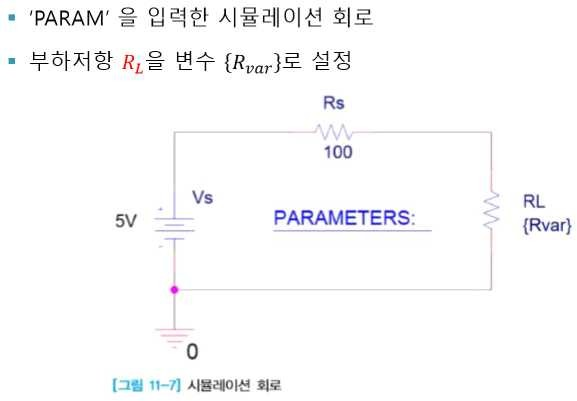 'PARAM' 을 입력한 시뮬레이션 회로
부하저항 R_L을 변수 {R_var}로 설정
Rs
100
Vs
5V
PARAMETERS:
RL
{Rvar}
0
[그림 11-7] 시뮬레이션 회로